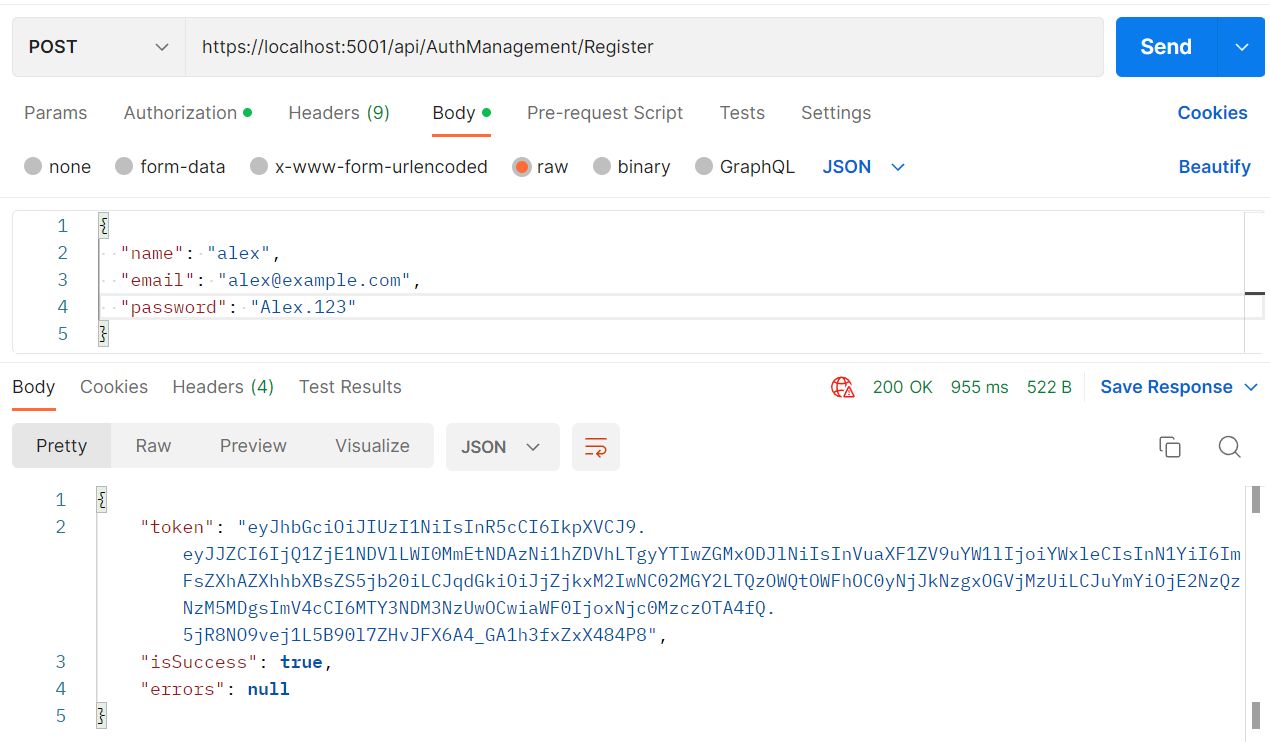 POST https://localhost:5001/api/AuthManagement/Register Send
Params Authorization Headers (9) Body Pre-request Script Tests Settings Cookies
none form-data x-www-form-urlencoded raw binary GraphQL JSON Beautify
1 {
2 "name": "alex",
3 "email": "alex@example.com",
4 "password": "Alex.123"
5 }
Body Cookies Headers (4) Test Results 200 OK 955 ms 522 B Save Response
Pretty Raw Preview Visualize JSON
1 {
2 "token": "eyJhbGciOiJIUzI1NiIsInR5cCI6IkpXVCJ9.
eyJJZCI6IjQ1ZjE1NDVlLWI0MmEtNDAzNi1hZDVhLTgyYTIwZGMxODJlNiIsInVuaXF1ZV9uYW1lIjoiYWxleCIsInN1YiI6Im
FsZXhAZXhhbXBsZS5jb20iLCJqdGkiOiJjZjkxM2IwNC02MGY2LTQzOWQtOWFhOC0yNjJkNzgxOGVjMzUiLCJuYmYiOjE2NzQz
NzM5MDgsImV4cCI6MTY3NDM3NzUwOCwiaWF0IjoxNjc0MzczOTA4fQ.
5jR8NO9vej1L5B90l7ZHvJFX6A4_GA1h3fxZxX484P8",
3 "isSuccess": true,
4 "errors": null
5 }